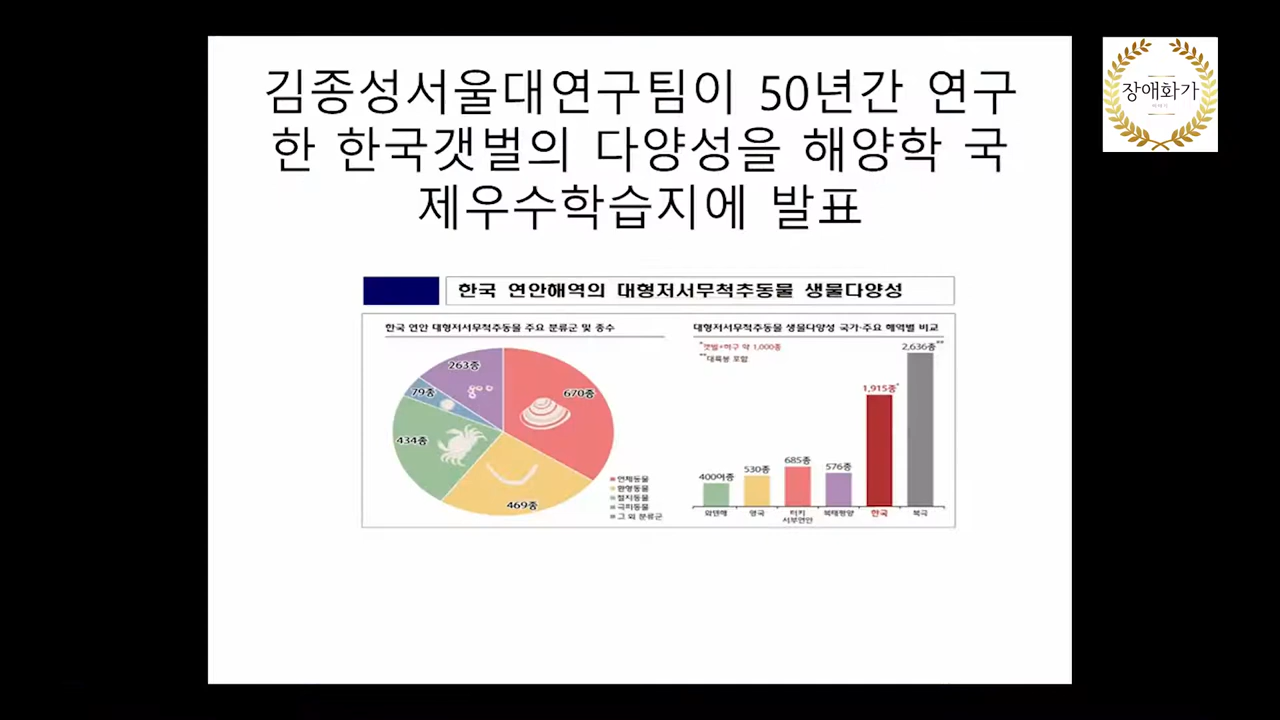 김종성서울대연구팀이 50년간 연구
한 한국갯벌의 다양성을 해양학 국
제우수학습지에 발표
장애화가
한국 연안해역의 대형저서무척추동물 생물다양성
한국 연안 대형저서무척추동물 주요 분류군 및 종수
263종
79종
670종
434종
469종
연체동물
환형동물
절지동물
극피동물
그 외 분류군
대형저서무척추동물 생물다양성 국가·주요 해역별 비교
*갯벌+하구 약 1,000종
**대륙붕 포함
2,636종**
1,915종*
685종
576종
530종
400여종
와덴해
영국
터키
서부연안
북태평양
한국
북극